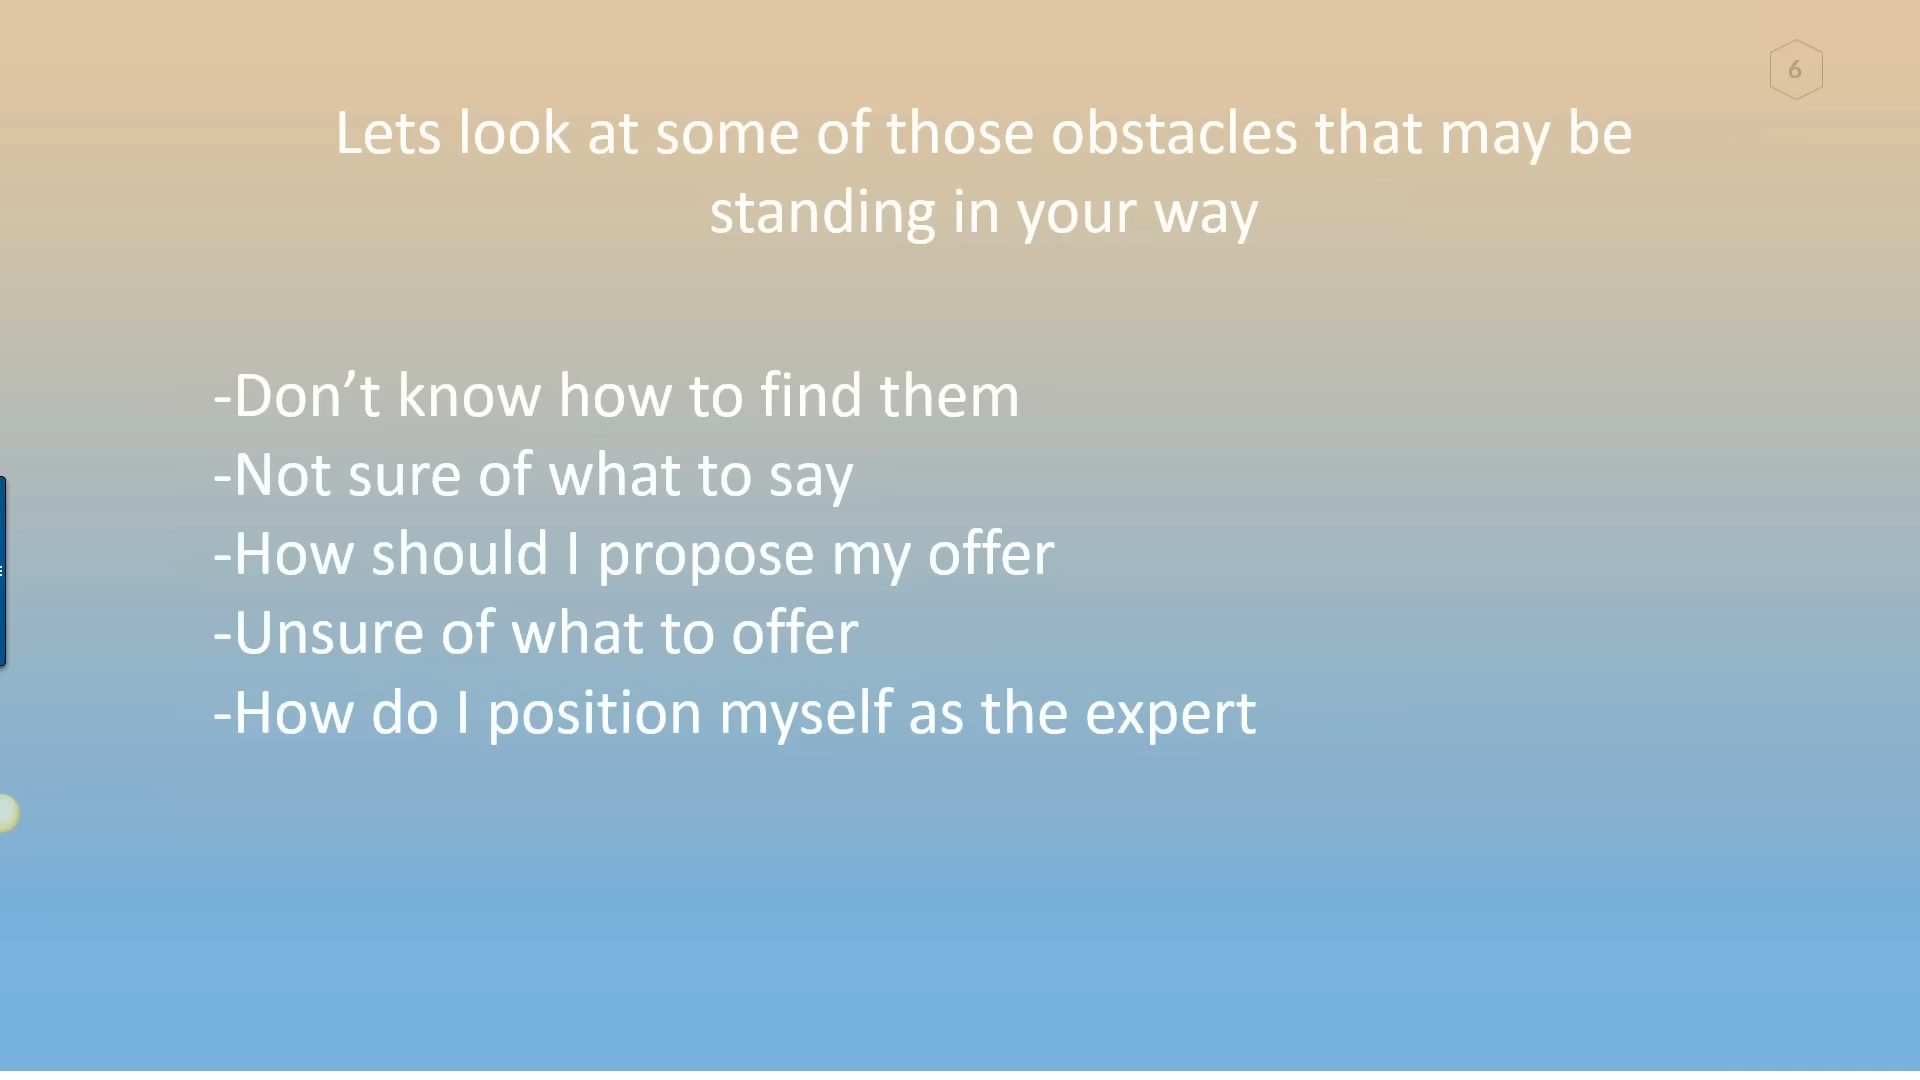 6
Lets look at some of those obstacles that may be
standing in your way
-Don’t know how to find them
-Not sure of what to say
-How should I propose my offer
-Unsure of what to offer
-How do I position myself as the expert